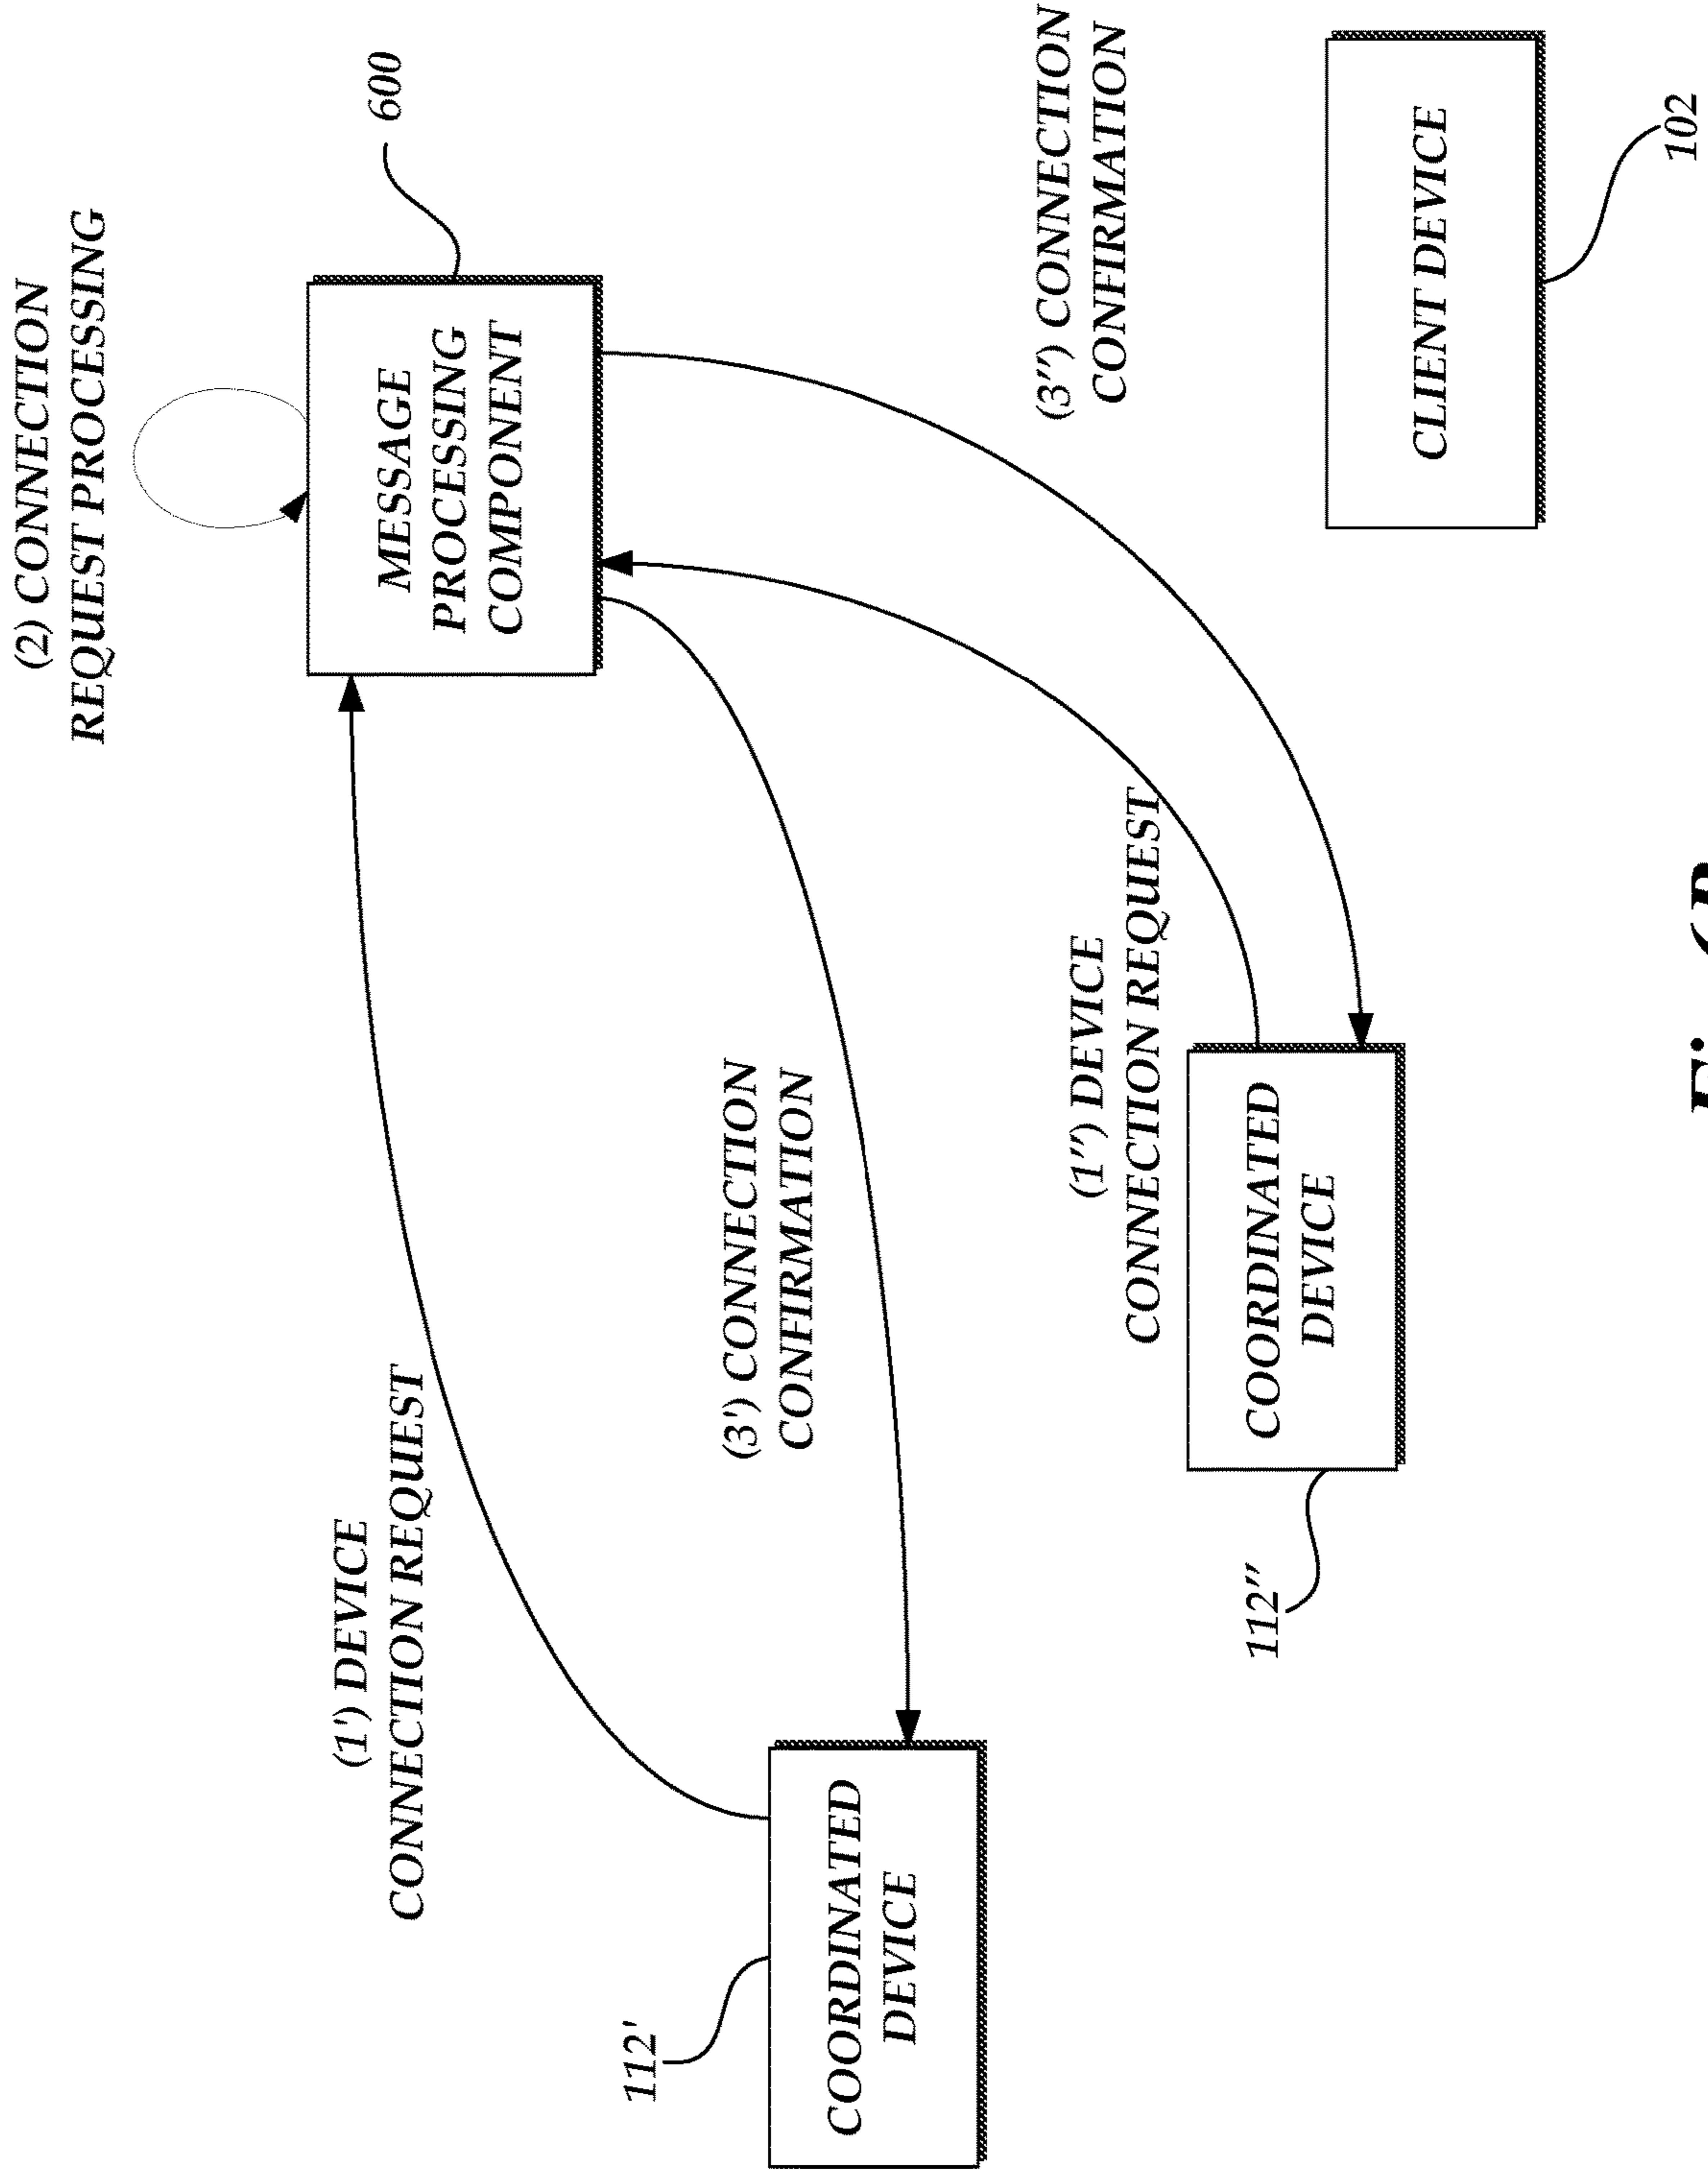 (2) CONNECTION
REQUEST PROCESSING
(1') DEVICE
CONNECTION REQUEST
600
MESSAGE
PROCESSING
COMPONENT
112'
(3') CONNECTION
CONFIRMATION
COORDINATED
DEVICE
(3'') CONNECTION
CONFIRMATION
(1'') DEVICE
CONNECTION REQUEST
112''
COORDINATED
DEVICE
CLIENT DEVICE
102